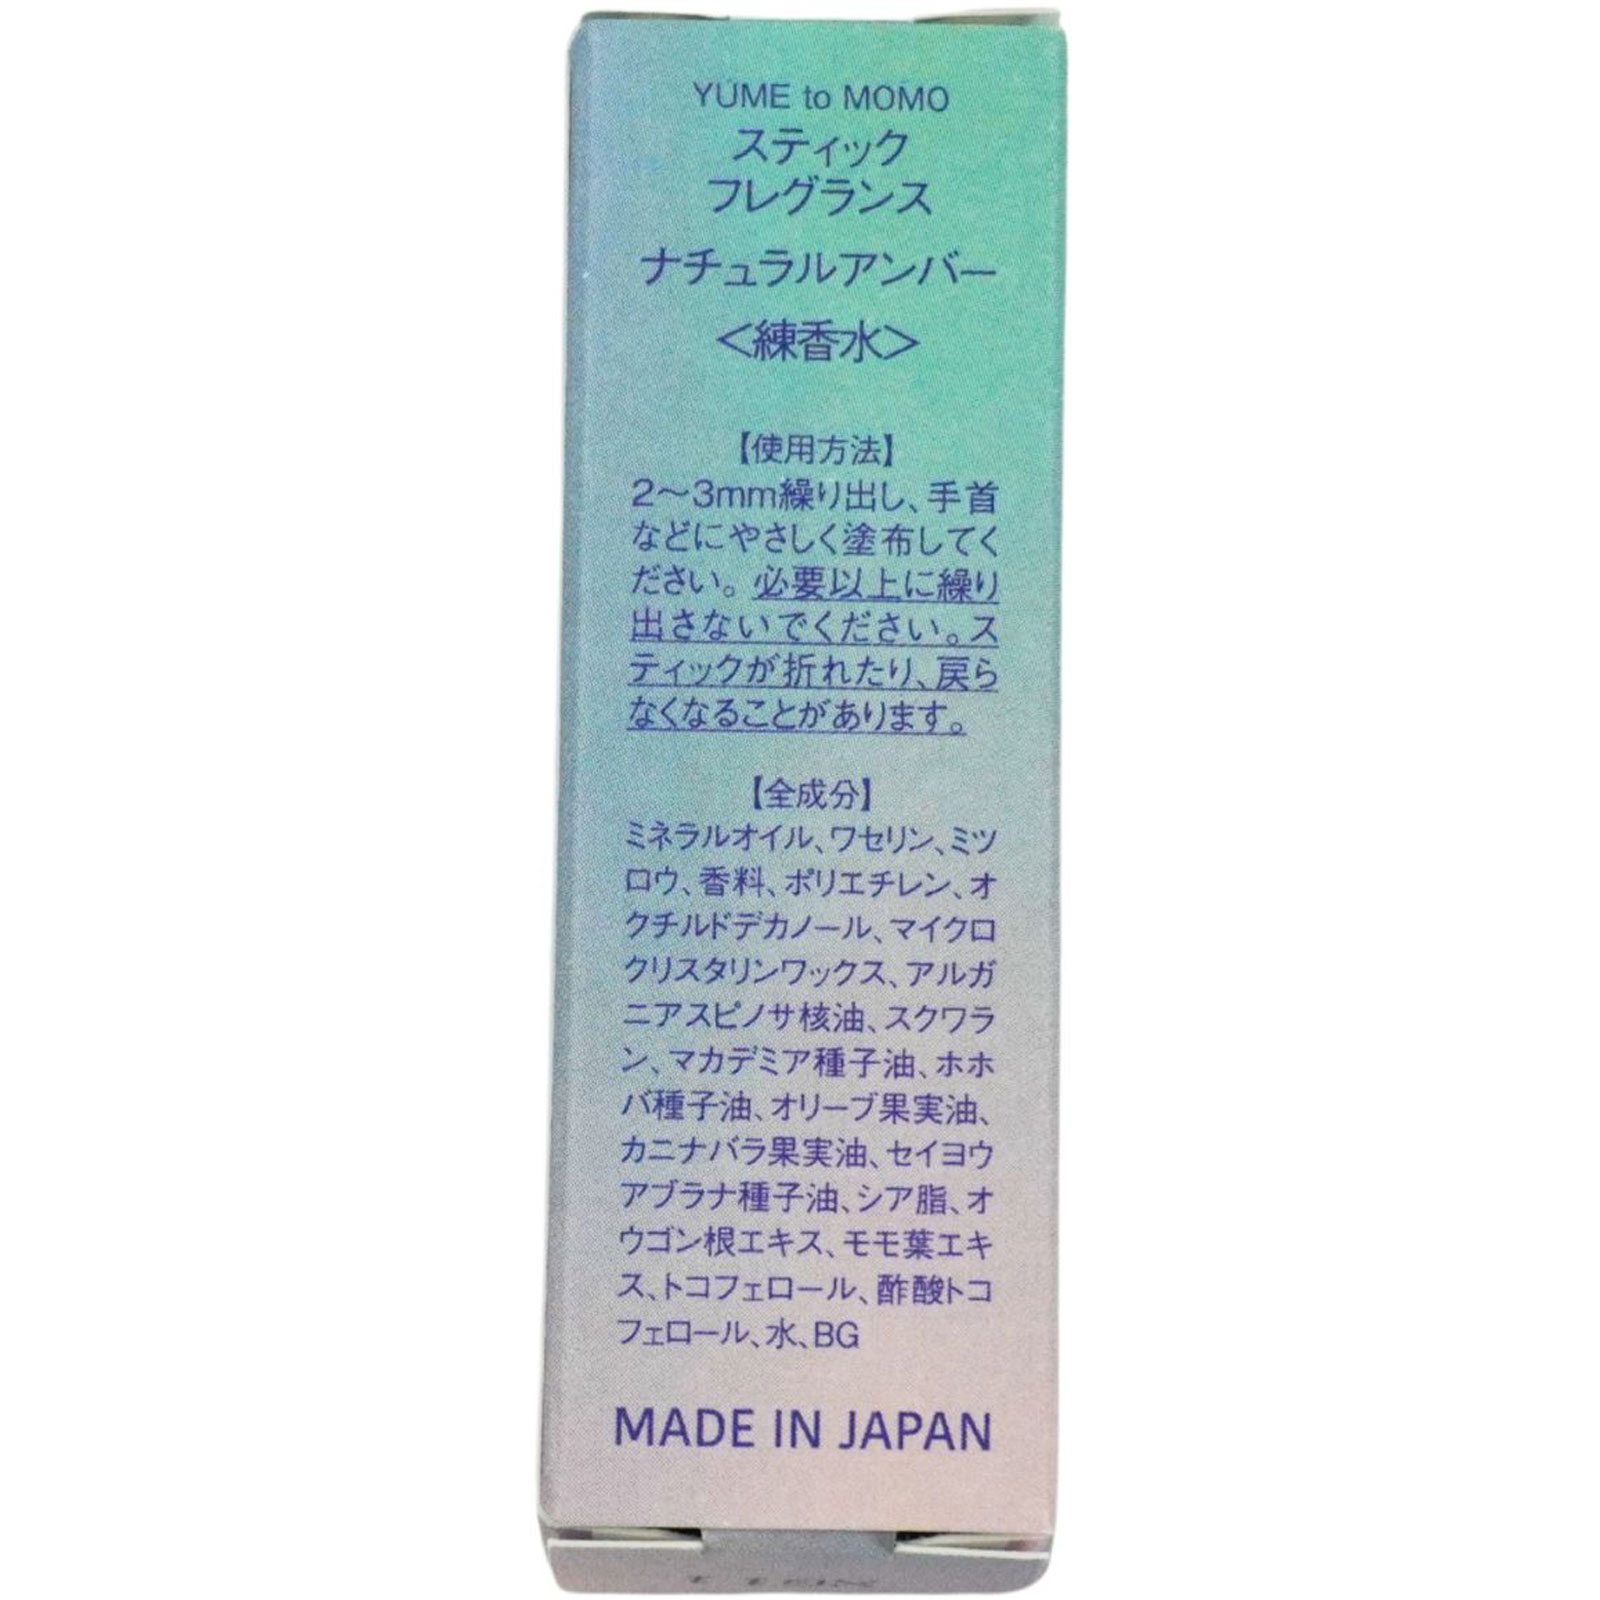 YUME to MOMO
スティック
フレグランス
ナチュラルアンバー
＜練香水＞
【使用方法】
2〜3mm繰り出し、手首
などにやさしく塗布してく
ださい。必要以上に繰り
出さないでください。ス
ティックが折れたり、戻ら
なくなることがあります。
【全成分】
ミネラルオイル、ワセリン、ミツ
ロウ、香料、ポリエチレン、オ
クチルドデカノール、マイクロ
クリスタリンワックス、アルガ
ニアスピノサ核油、スクワラ
ン、マカデミア種子油、ホホ
バ種子油、オリーブ果実油、
カニナバラ果実油、セイヨウ
アブラナ種子油、シア脂、オ
ウゴン根エキス、モモ葉エキ
ス、トコフェロール、酢酸トコ
フェロール、水、BG
MADE IN JAPAN